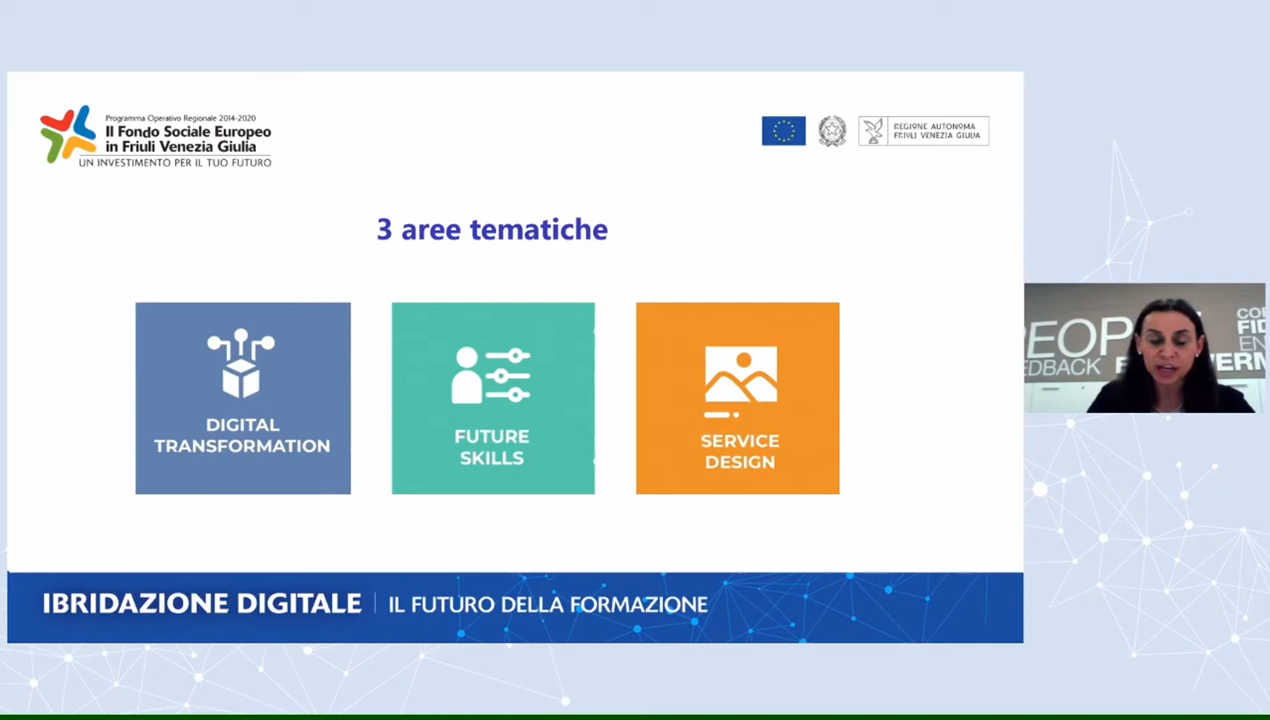 Programma Operativo Regionale 2014-2020
Il Fondo Sociale Europeo
in Friuli Venezia Giulia
UN INVESTIMENTO PER IL TUO FUTURO
REGIONE AUTONOMA
FRIULI VENEZIA GIULIA
3 aree tematiche
DIGITAL
TRANSFORMATION
FUTURE
SKILLS
SERVICE
DESIGN
IBRIDAZIONE DIGITALE | IL FUTURO DELLA FORMAZIONE